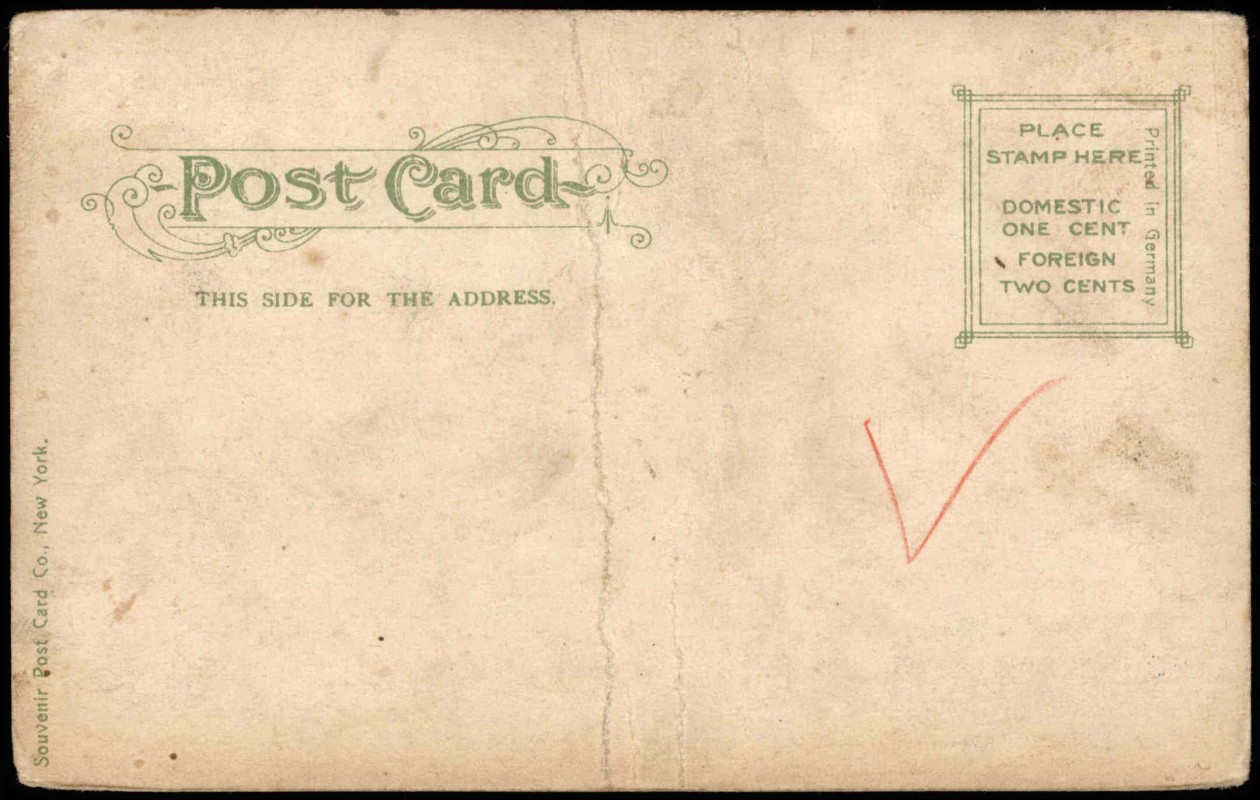 Post Card
THIS SIDE FOR THE ADDRESS.
PLACE
STAMP HERE
DOMESTIC
ONE CENT
FOREIGN
TWO CENTS
Printed in Germany
Souvenir Post Card Co., New York.